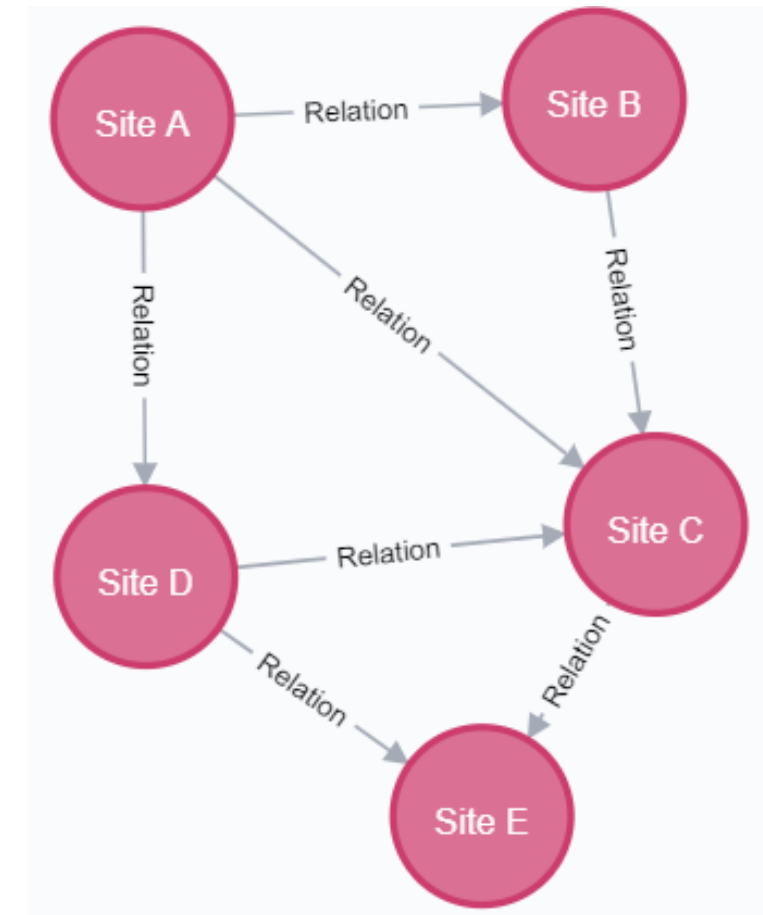 Site A
Relation
Site B
Relation
Relation
Relation
Site C
Relation
Site D
Relation
Relation
Site E